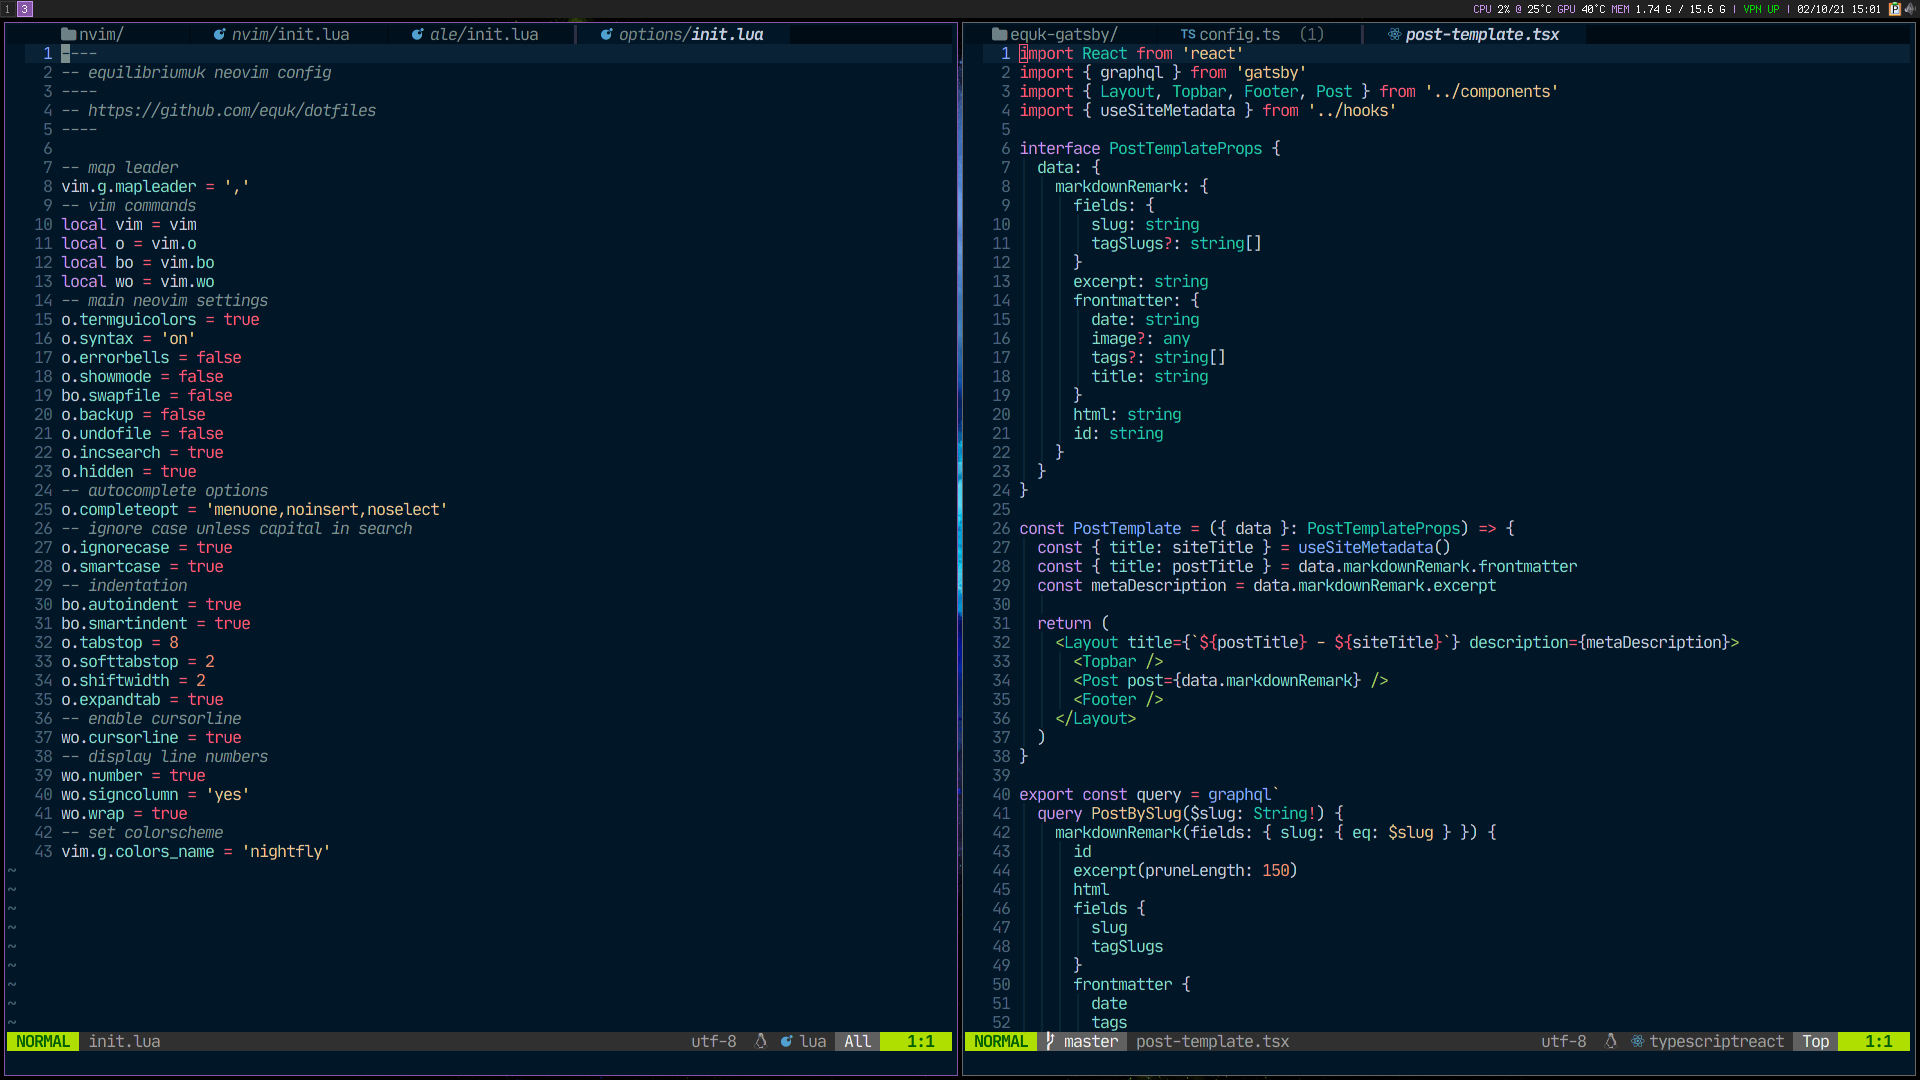 1 3 CPU 2% @ 25°C GPU 40°C MEM 1.74 G / 15.6 G | VPN UP | 02/10/21 15:01
nvim/ nvim/init.lua ale/init.lua options/init.lua
1 ----
2 -- equilibriumuk neovim config
3 ----
4 -- https://github.com/equk/dotfiles
5 ----
6
7 -- map leader
8 vim.g.mapleader = ','
9 -- vim commands
10 local vim = vim
11 local o = vim.o
12 local bo = vim.bo
13 local wo = vim.wo
14 -- main neovim settings
15 o.termguicolors = true
16 o.syntax = 'on'
17 o.errorbells = false
18 o.showmode = false
19 bo.swapfile = false
20 o.backup = false
21 o.undofile = false
22 o.incsearch = true
23 o.hidden = true
24 -- autocomplete options
25 o.completeopt = 'menuone,noinsert,noselect'
26 -- ignore case unless capital in search
27 o.ignorecase = true
28 o.smartcase = true
29 -- indentation
30 bo.autoindent = true
31 bo.smartindent = true
32 o.tabstop = 8
33 o.softtabstop = 2
34 o.shiftwidth = 2
35 o.expandtab = true
36 -- enable cursorline
37 wo.cursorline = true
38 -- display line numbers
39 wo.number = true
40 wo.signcolumn = 'yes'
41 wo.wrap = true
42 -- set colorscheme
43 vim.g.colors_name = 'nightfly'
~
~
~
~
~
~
~
~
~
NORMAL init.lua utf-8 lua All 1:1
equk-gatsby/ TS config.ts (1) post-template.tsx
1 import React from 'react'
2 import { graphql } from 'gatsby'
3 import { Layout, Topbar, Footer, Post } from '../components'
4 import { useSiteMetadata } from '../hooks'
5
6 interface PostTemplateProps {
7   data: {
8     markdownRemark: {
9       fields: {
10         slug: string
11         tagSlugs?: string[]
12       }
13       excerpt: string
14       frontmatter: {
15         date: string
16         image?: any
17         tags?: string[]
18         title: string
19       }
20       html: string
21       id: string
22     }
23   }
24 }
25
26 const PostTemplate = ({ data }: PostTemplateProps) => {
27   const { title: siteTitle } = useSiteMetadata()
28   const { title: postTitle } = data.markdownRemark.frontmatter
29   const metaDescription = data.markdownRemark.excerpt
30
31   return (
32     <Layout title={`${postTitle} - ${siteTitle}`} description={metaDescription}>
33       <Topbar />
34       <Post post={data.markdownRemark} />
35       <Footer />
36     </Layout>
37   )
38 }
39
40 export const query = graphql`
41   query PostBySlug($slug: String!) {
42     markdownRemark(fields: { slug: { eq: $slug } }) {
43       id
44       excerpt(pruneLength: 150)
45       html
46       fields {
47         slug
48         tagSlugs
49       }
50       frontmatter {
51         date
52         tags
NORMAL master post-template.tsx utf-8 typescriptreact Top 1:1